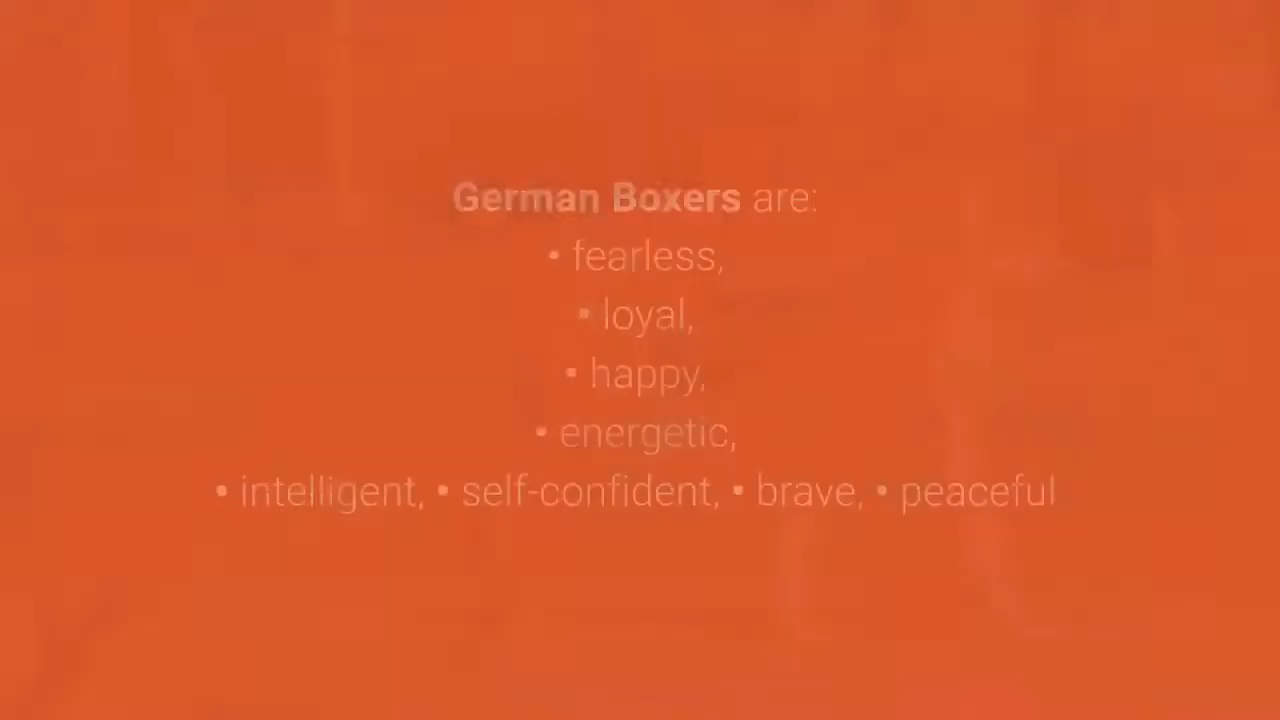 German Boxers are:
• fearless,
• loyal,
• happy,
• energetic,
• intelligent, • self-confident, • brave, • peaceful